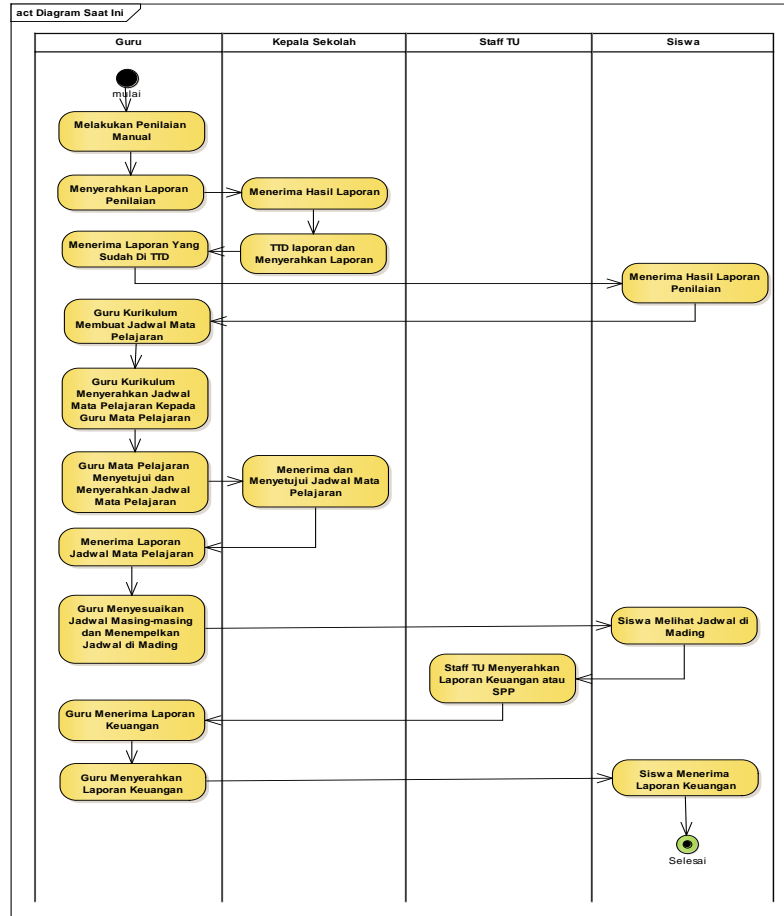 act Diagram Saat Ini
Guru
Kepala Sekolah
Staff TU
Siswa
mulai
Melakukan Penilaian
Manual
Menyerahkan Laporan
Penilaian
Menerima Hasil Laporan
TTD laporan dan
Menyerahkan Laporan
Menerima Laporan Yang
Sudah Di TTD
Menerima Hasil Laporan
Penilaian
Guru Kurikulum
Membuat Jadwal Mata
Pelajaran
Guru Kurikulum
Menyerahkan Jadwal
Mata Pelajaran Kepada
Guru Mata Pelajaran
Guru Mata Pelajaran
Menyetujui dan
Menyerahkan Jadwal
Mata Pelajaran
Menerima dan
Menyetujui Jadwal Mata
Pelajaran
Menerima Laporan
Jadwal Mata Pelajaran
Guru Menyesuaikan
Jadwal Masing-masing
dan Menempelkan
Jadwal di Mading
Siswa Melihat Jadwal di
Mading
Staff TU Menyerahkan
Laporan Keuangan atau
SPP
Guru Menerima Laporan
Keuangan
Guru Menyerahkan
Laporan Keuangan
Siswa Menerima
Laporan Keuangan
Selesai